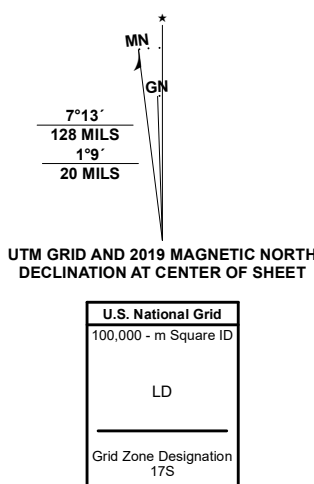 ★
MN
GN
7°13´
128 MILS
1°9´
20 MILS
UTM GRID AND 2019 MAGNETIC NORTH
DECLINATION AT CENTER OF SHEET
U.S. National Grid
100,000 - m Square ID
LD
Grid Zone Designation
17S